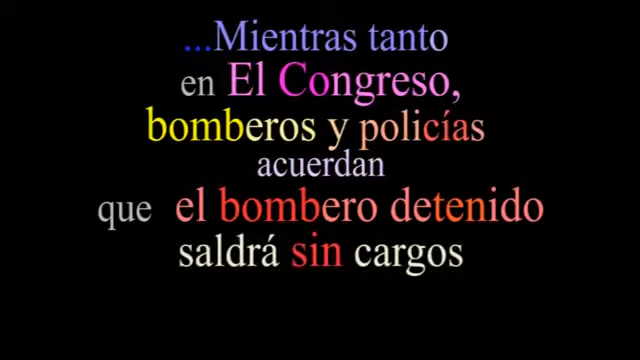 ...Mientras tanto
en El Congreso,
bomberos y policías
acuerdan
que el bombero detenido
saldrá sin cargos